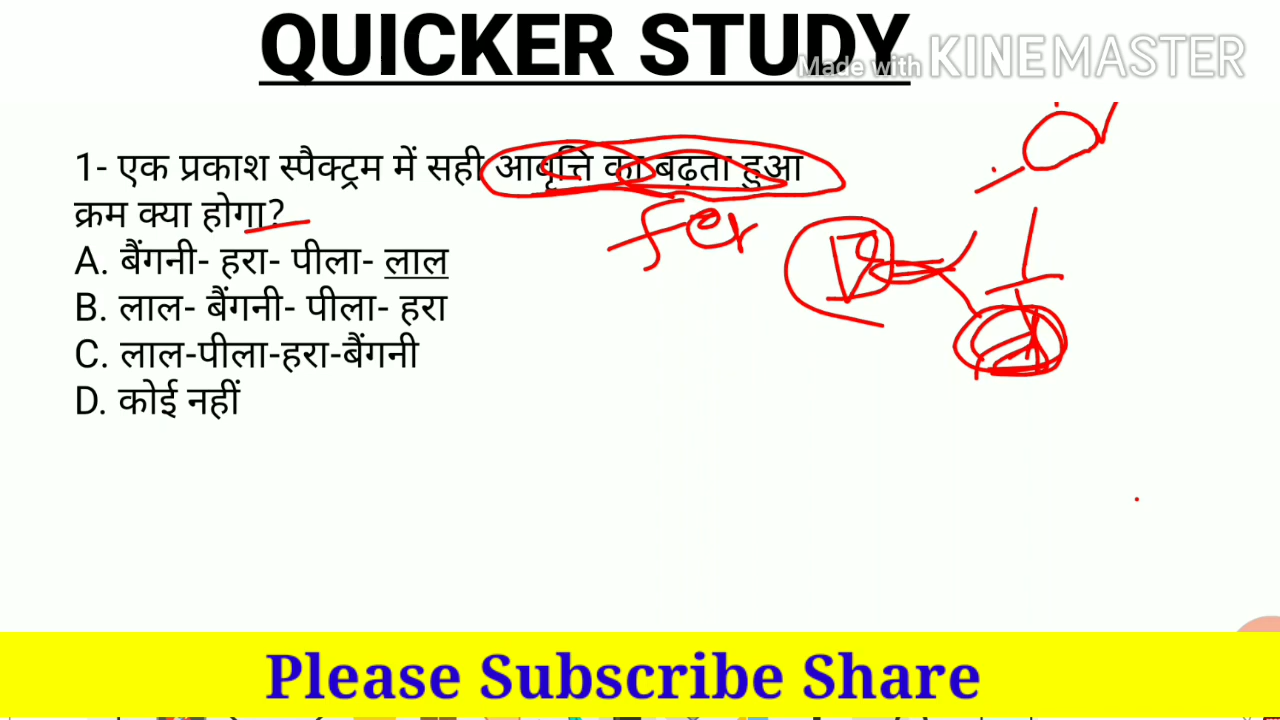 QUICKER STUDY
Made with KINEMASTER
1- एक प्रकाश स्पैक्ट्रम में सही आवृत्ति का बढ़ता हुआ
क्रम क्या होगा?
fer
A. बैंगनी- हरा- पीला- लाल
B. लाल- बैंगनी- पीला- हरा
C. लाल-पीला-हरा-बैंगनी
D. कोई नहीं
Please Subscribe Share